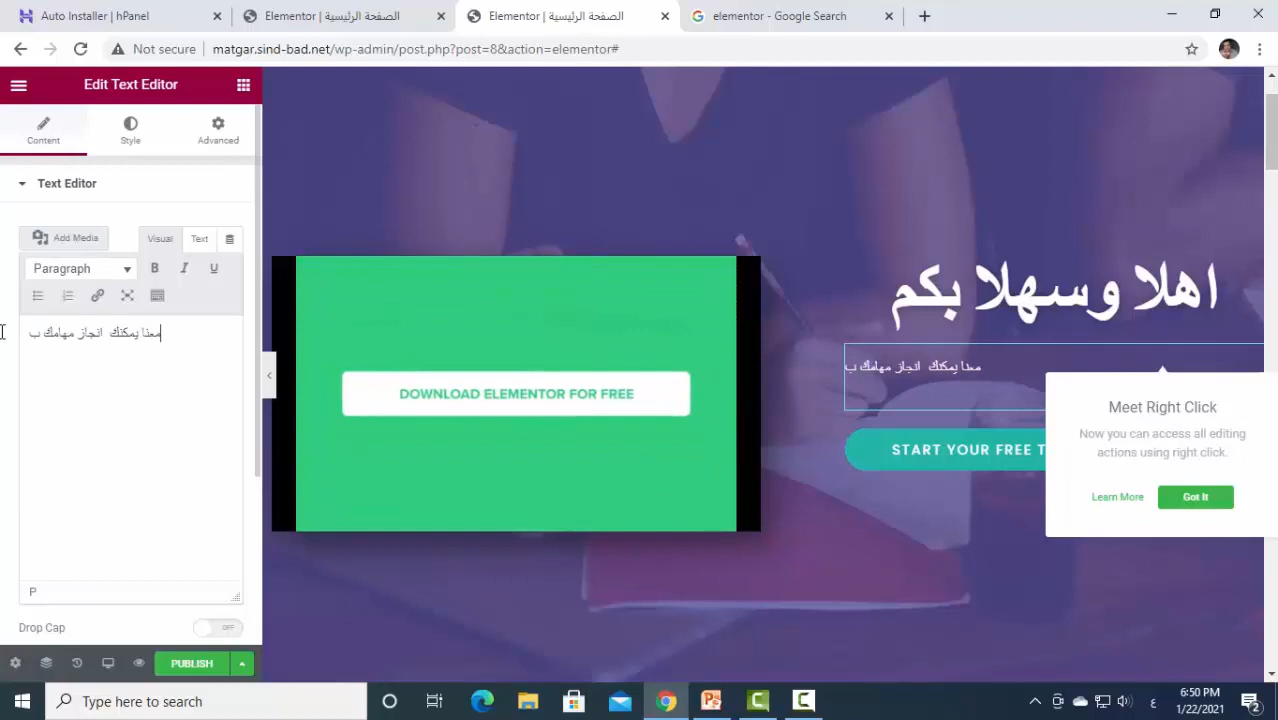 Activate Installer | hPanel
Elementor | الصفحة الرئيسية
Elementor | الصفحة الرئيسية
elementor - Google Search
Not secure
matgar.sind-bad.net/wp-admin/post.php?post=8&action=elementor#
Edit Text Editor
Content
Style
Advanced
Text Editor
Add Media
Visual
Text
Paragraph
B
I
U
معنا يمكنك انجاز مهامك ب
P
Drop Cap
OFF
PUBLISH
DOWNLOAD ELEMENTOR FOR FREE
اهلا و سهلا بكم
معنا يمكنك انجاز مهامك ب
START YOUR FREE T
Meet Right Click
Now you can access all editing
actions using right click.
Learn More
Got It
Type here to search
ع
6:50 PM
1/22/2021
2